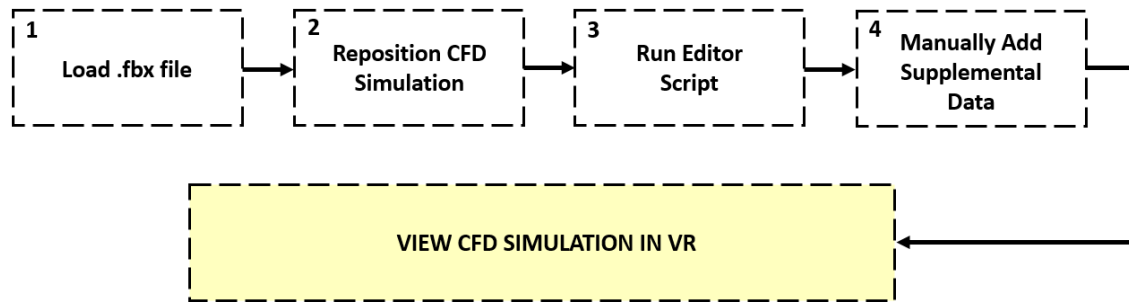 1
Load .fbx file
2
Reposition CFD
Simulation
3
Run Editor
Script
4
Manually Add
Supplemental
Data
VIEW CFD SIMULATION IN VR